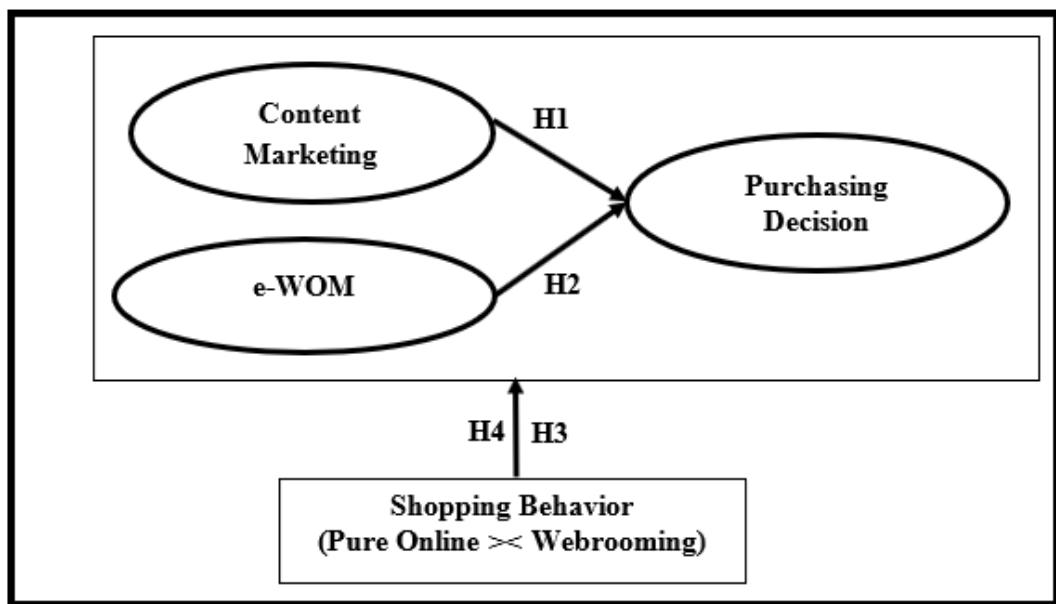 Content
Marketing
H1
Purchasing
Decision
e-WOM
H2
H4
H3
Shopping Behavior
(Pure Online >< Webrooming)